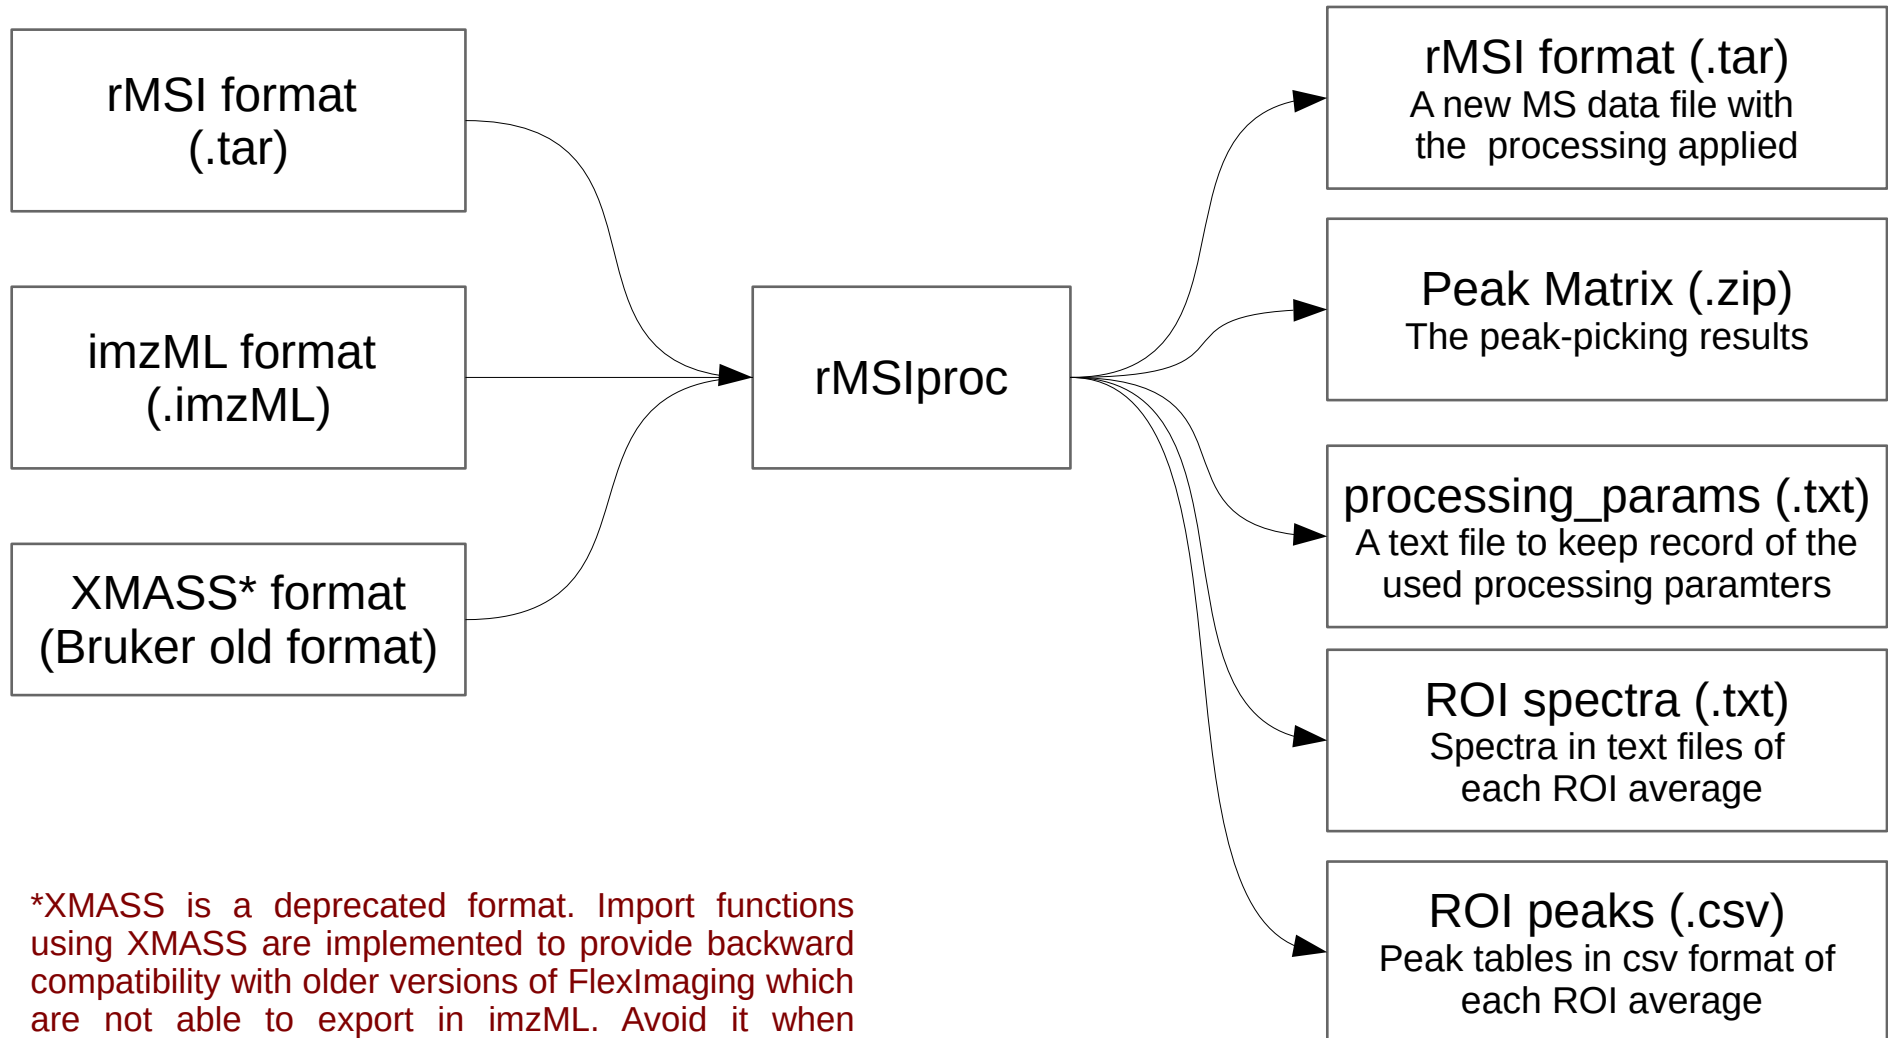 rMSI format
(.tar)
imzML format
(.imzML)
XMASS* format
(Bruker old format)
rMSIproc
rMSI format (.tar)
A new MS data file with
the processing applied
Peak Matrix (.zip)
The peak-picking results
processing_params (.txt)
A text file to keep record of the
used processing paramters
ROI spectra (.txt)
Spectra in text files of
each ROI average
ROI peaks (.csv)
Peak tables in csv format of
each ROI average
*XMASS is a deprecated format. Import functions
using XMASS are implemented to provide backward
compatibility with older versions of FlexImaging which
are not able to export in imzML. Avoid it when